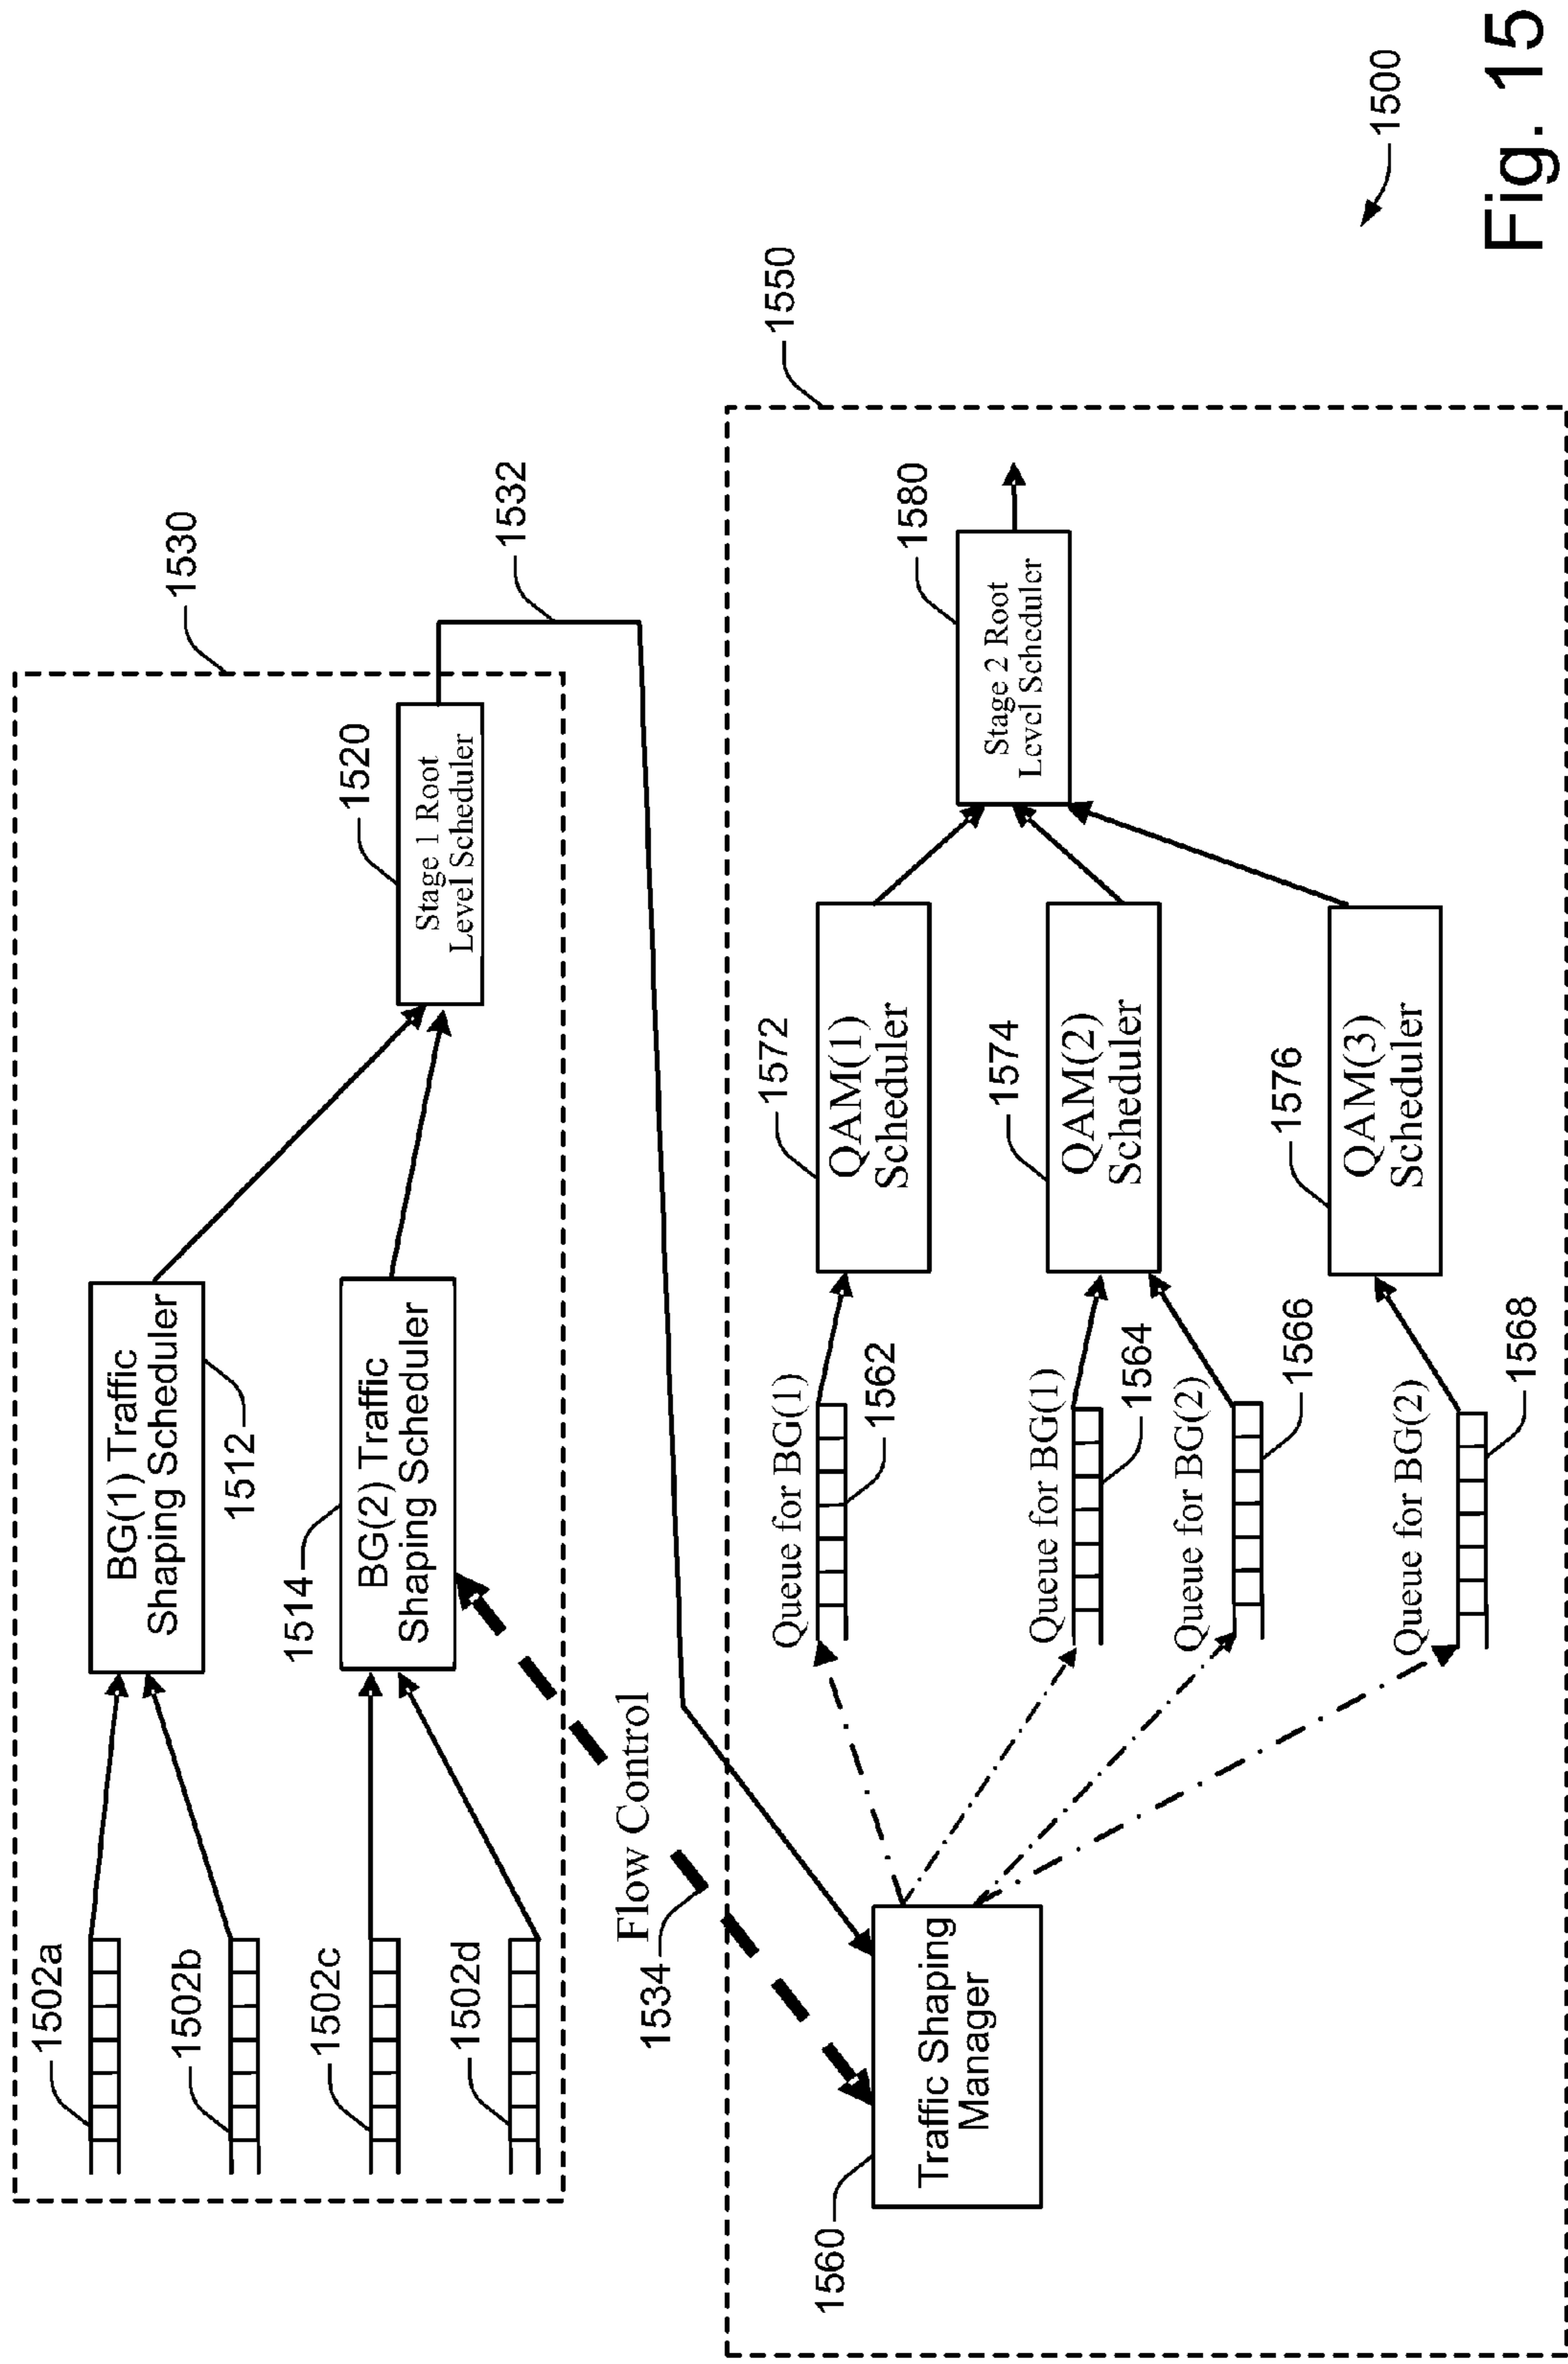 1502a
1502b
1502c
1502d
BG(1) Traffic
Shaping Scheduler
1512
1514
BG(2) Traffic
Shaping Scheduler
1520
Stage 1 Root
Level Scheduler
1530
1532
Flow Control
1534
1550
1560
Traffic Shaping
Manager
Queue for BG(1)
1562
Queue for BG(1)
1564
Queue for BG(2)
1566
Queue for BG(2)
1568
1572
QAM(1)
Scheduler
1574
QAM(2)
Scheduler
1576
QAM(3)
Scheduler
1580
Stage 2 Root
Level Scheduler
1500
Fig. 15